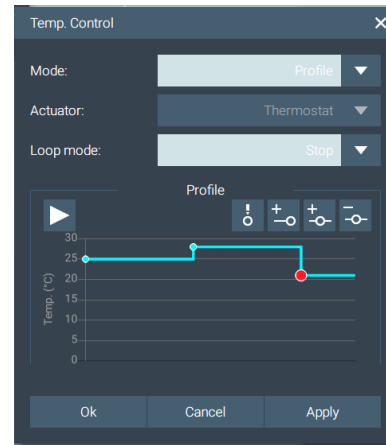 Temp. Control
Mode: Profile
Actuator: Thermostat
Loop mode: Stop
Profile
30
25
20
15
10
5
0
Temp. (°C)
Ok Cancel Apply